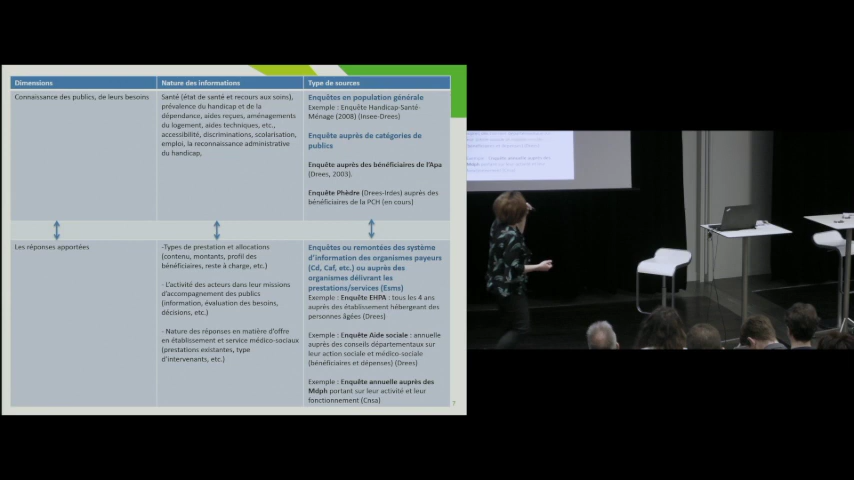 Dimensions
Nature des informations
Type de sources
Connaissance des publics, de leurs besoins
Santé (état de santé et recours aux soins),
prévalence du handicap et de la
dépendance, aides reçues, aménagements
du logement, aides techniques, etc.,
accessibilité, discriminations, scolarisation,
emploi, la reconnaissance administrative
du handicap,
Enquêtes en population générale
Exemple : Enquête Handicap-Santé-
Ménage (2008) (Insee-Drees)
Enquête auprès de catégories de
publics
Enquête auprès des bénéficiaires de l'Apa
(Drees, 2003).
Enquête Phèdre (Drees-Irdes) auprès des
bénéficiaires de la PCH (en cours)
Les réponses apportées
-Types de prestation et allocations
(contenu, montants, profil des
bénéficiaires, reste à charge, etc.)
- L'activité des acteurs dans leur missions
d'accompagnement des publics
(information, évaluation des besoins,
décisions, etc.)
- Nature des réponses en matière d'offre
en établissement et service médico-sociaux
(prestations existantes, type
d'intervenants, etc.)
Enquêtes ou remontées des système
d'information des organismes payeurs
(Cd, Caf, etc.) ou auprès des
organismes délivrant les
prestations/services (Esms)
Exemple : Enquête EHPA : tous les 4 ans
auprès des établissement hébergeant des
personnes âgées (Drees)
Exemple : Enquête Aide sociale : annuelle
auprès des conseils départementaux sur
leur action sociale et médico-sociale
(bénéficiaires et dépenses) (Drees)
Exemple : Enquête annuelle auprès des
Mdph portant sur leur activité et leur
fonctionnement (Cnsa)
7